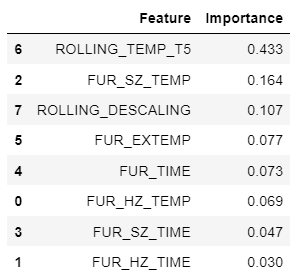 Feature Importance
6 ROLLING_TEMP_T5 0.433
2 FUR_SZ_TEMP 0.164
7 ROLLING_DESCALING 0.107
5 FUR_EXTEMP 0.077
4 FUR_TIME 0.073
0 FUR_HZ_TEMP 0.069
3 FUR_SZ_TIME 0.047
1 FUR_HZ_TIME 0.030